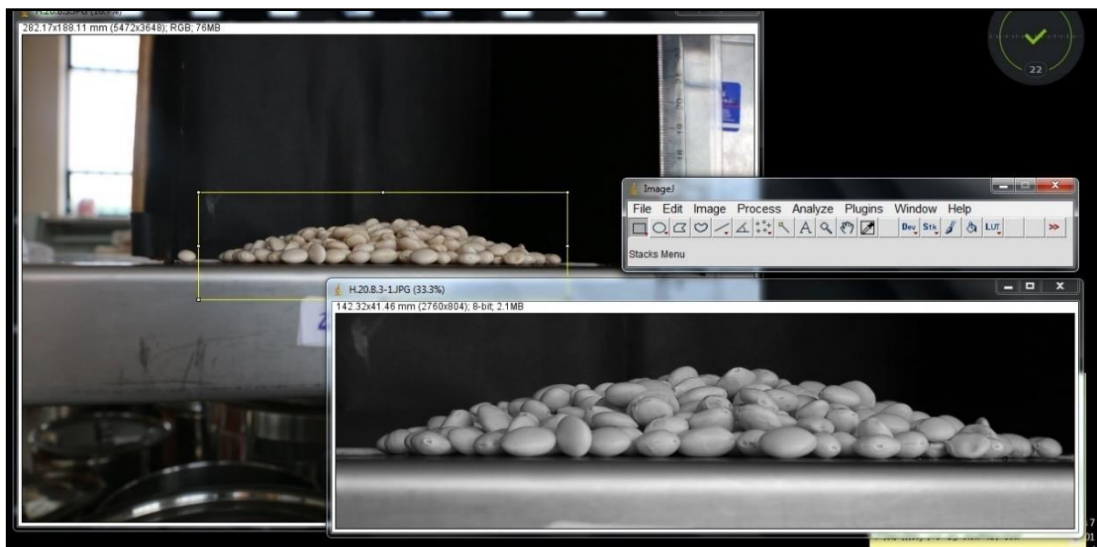 282.17x188.11 mm (5472x3648); RGB; 76MB
22
ImageJ
File Edit Image Process Analyze Plugins Window Help
Dev Stk LUT >>
Stacks Menu
H.20.B.3-1.JPG (33.3%)
142.32x41.46 mm (2760x804); 8-bit; 2.1MB